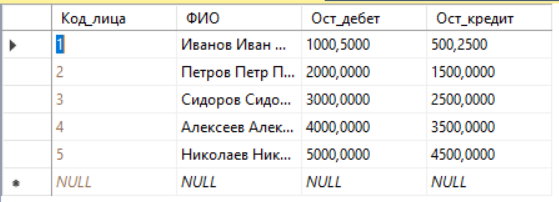 Код_лица ФИО Ост_дебет Ост_кредит
1 Иванов Иван ... 1000,5000 500,2500
2 Петров Петр П... 2000,0000 1500,0000
3 Сидоров Сидо... 3000,0000 2500,0000
4 Алексеев Алек... 4000,0000 3500,0000
5 Николаев Ник... 5000,0000 4500,0000
NULL NULL NULL NULL